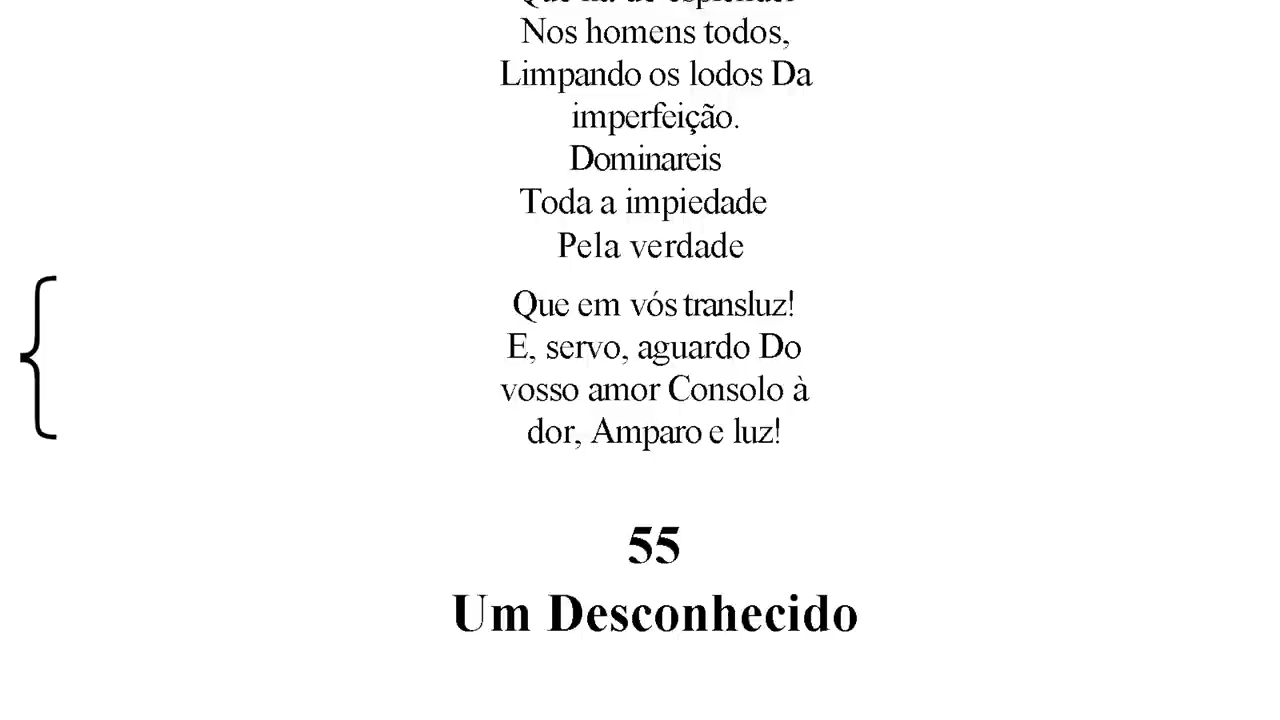 Nos homens todos,
Limpando os lodos Da
imperfeição.
Dominareis
Toda a impiedade
Pela verdade
Que em vós transluz!
E, servo, aguardo Do
vosso amor Consolo à
dor, Amparo e luz!
55
Um Desconhecido